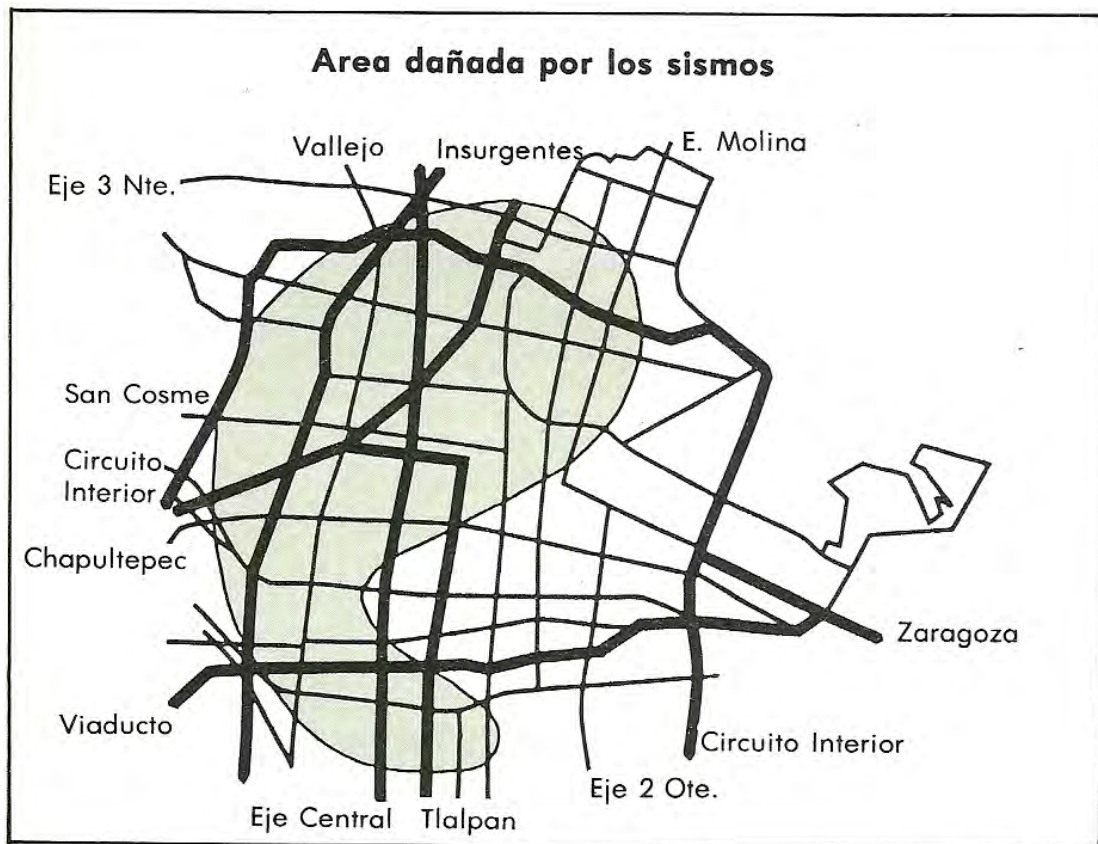 Area dañada por los sismos
Vallejo
Insurgentes
E. Molina
Eje 3 Nte.
San Cosme
Circuito
Interior
Chapultepec
Zaragoza
Viaducto
Circuito Interior
Eje 2 Ote.
Eje Central
Tlalpan